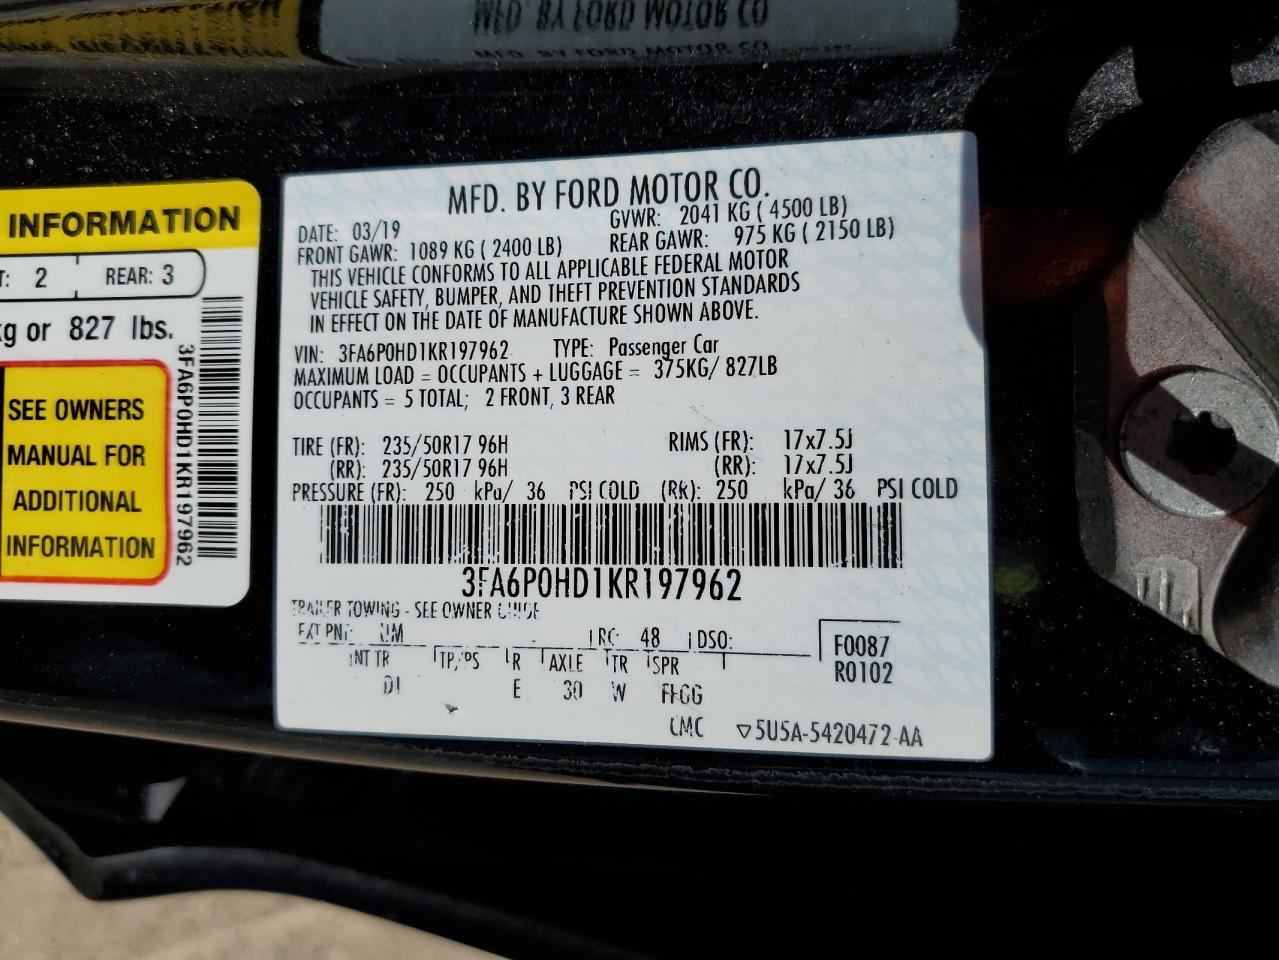 MFD. BY FORD MOTOR CO
INFORMATION
2 REAR: 3
kg or 827 lbs.
SEE OWNERS
MANUAL FOR
ADDITIONAL
INFORMATION
3FA6P0HD1KR197962
MFD. BY FORD MOTOR CO.
DATE: 03/19 GVWR: 2041 KG ( 4500 LB)
FRONT GAWR: 1089 KG ( 2400 LB) REAR GAWR: 975 KG ( 2150 LB)
THIS VEHICLE CONFORMS TO ALL APPLICABLE FEDERAL MOTOR
VEHICLE SAFETY, BUMPER, AND THEFT PREVENTION STANDARDS
IN EFFECT ON THE DATE OF MANUFACTURE SHOWN ABOVE.
VIN: 3FA6P0HD1KR197962 TYPE: Passenger Car
MAXIMUM LOAD = OCCUPANTS + LUGGAGE = 375KG/ 827LB
OCCUPANTS = 5 TOTAL; 2 FRONT, 3 REAR
TIRE (FR): 235/50R17 96H RIMS (FR): 17x7.5J
(RR): 235/50R17 96H (RR): 17x7.5J
PRESSURE (FR): 250 kPa/ 36 PSI COLD (RR): 250 kPa/ 36 PSI COLD
3FA6P0HD1KR197962
TRAILER TOWING - SEE OWNER GUIDE
EXT PNT: UM RC: 48 DSO:
F0087
R0102
INT TR TP/PS R AXLE TR SPR
DI E 30 W
CMC ▽5U5A-5420472-AA